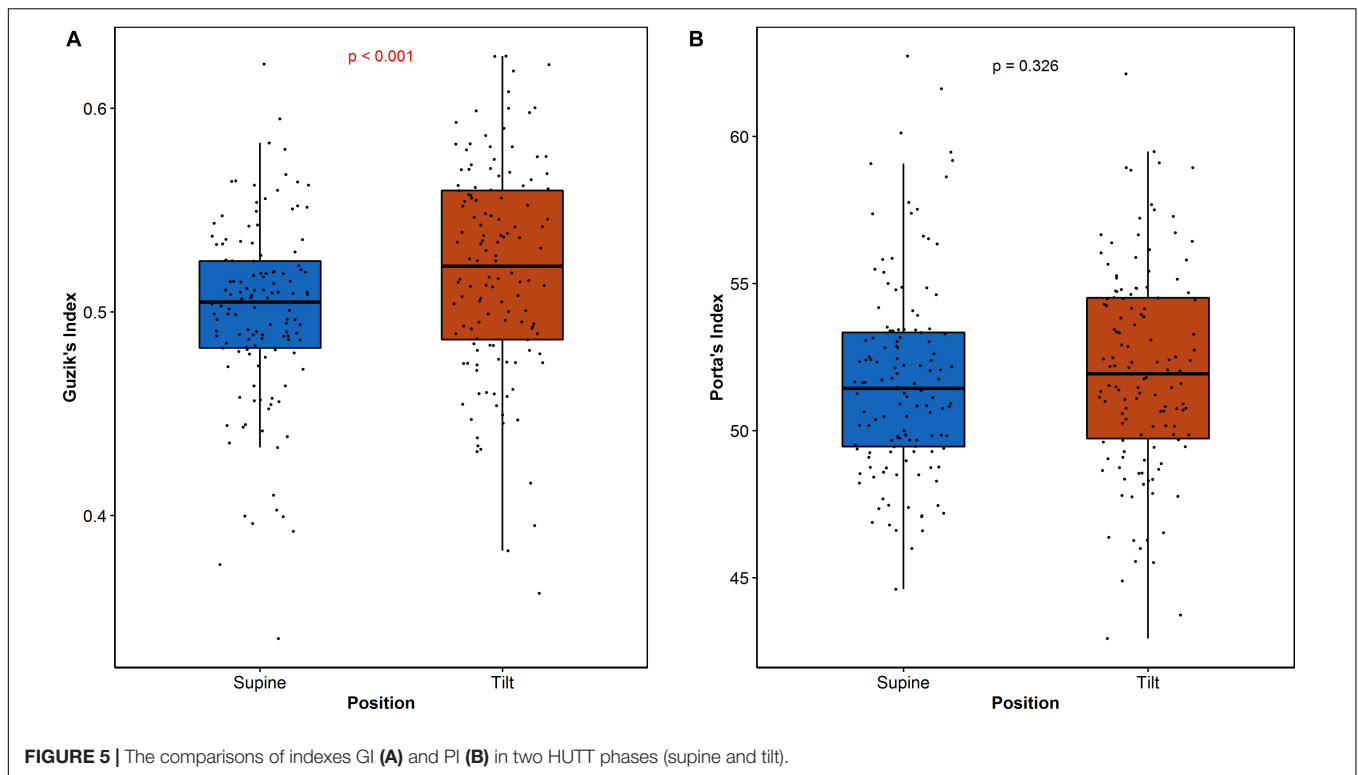 A
p < 0.001
Guzik's Index
0.6
0.5
0.4
Supine
Tilt
Position
B
p = 0.326
Porta's Index
60
55
50
45
Supine
Tilt
Position
FIGURE 5 | The comparisons of indexes GI (A) and PI (B) in two HUTT phases (supine and tilt).